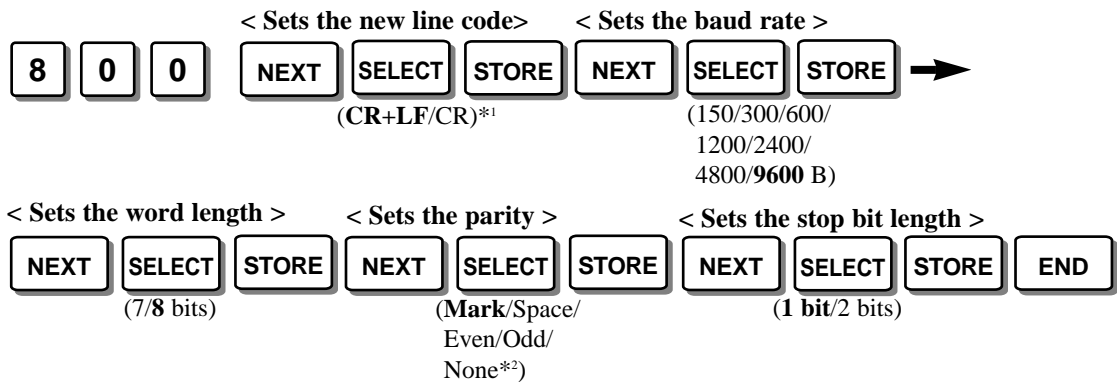 < Sets the new line code> < Sets the baud rate >
8 0 0 NEXT SELECT STORE NEXT SELECT STORE
(CR+LF/CR)*1 (150/300/600/
1200/2400/
4800/9600 B)
< Sets the word length > < Sets the parity > < Sets the stop bit length >
NEXT SELECT STORE NEXT SELECT STORE NEXT SELECT STORE END
(7/8 bits) (Mark/Space/ (1 bit/2 bits)
Even/Odd/
None*2)